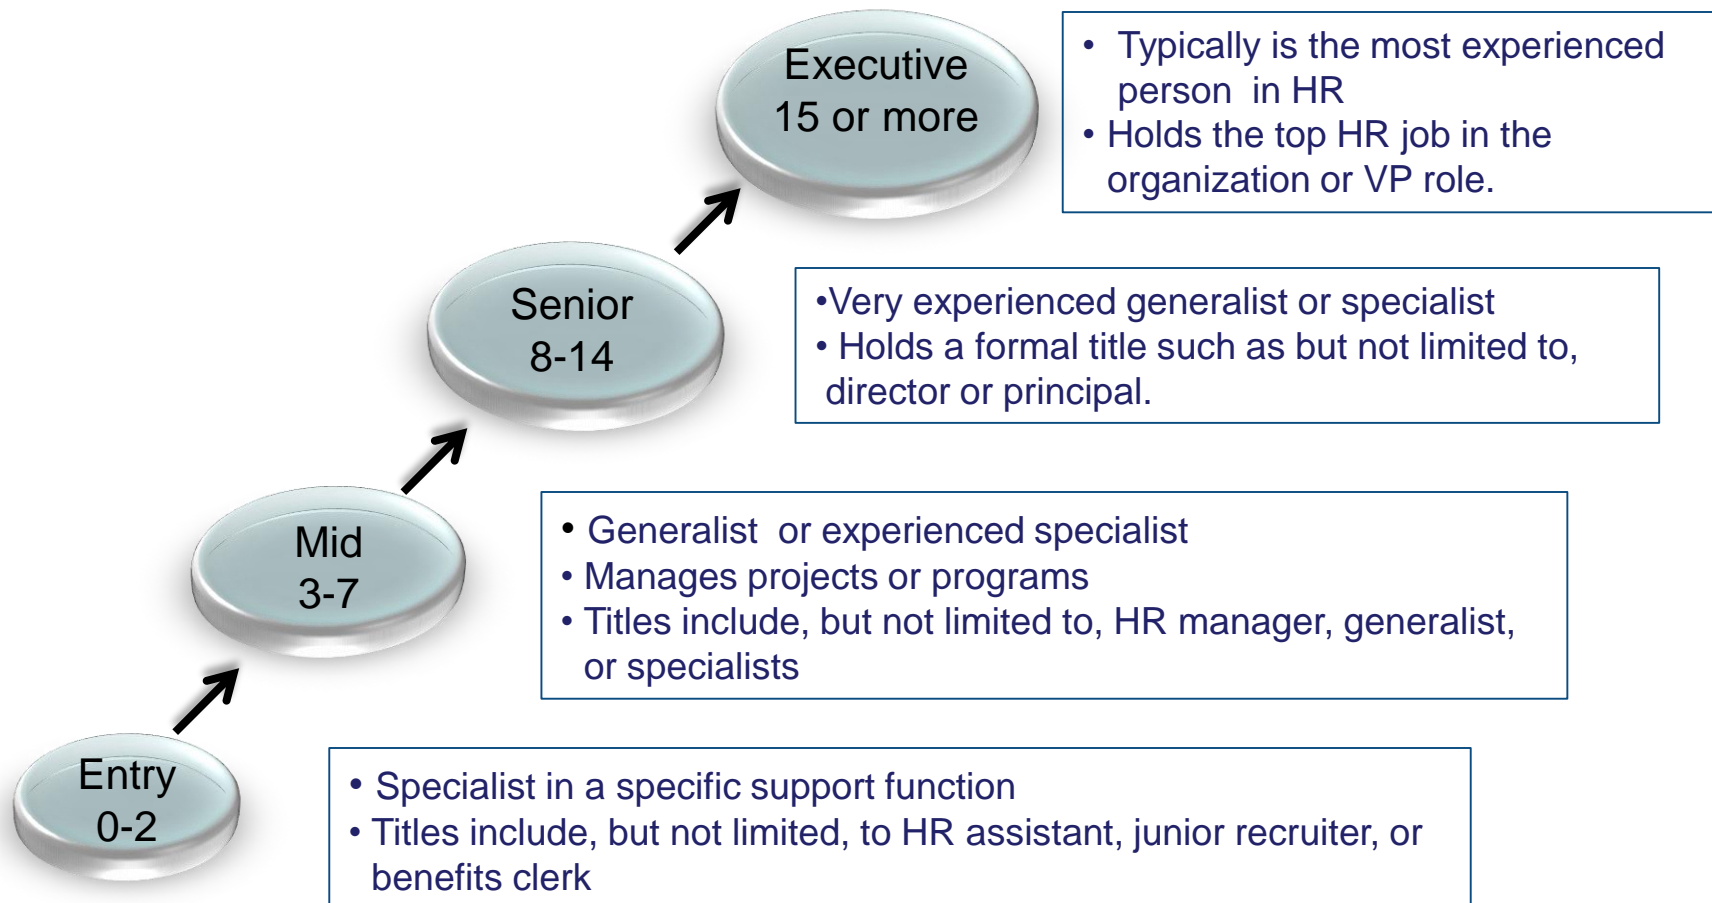 Executive
15 or more
• Typically is the most experienced
person in HR
• Holds the top HR job in the
organization or VP role.
Senior
8-14
•Very experienced generalist or specialist
• Holds a formal title such as but not limited to,
director or principal.
Mid
3-7
• Generalist or experienced specialist
• Manages projects or programs
• Titles include, but not limited to, HR manager, generalist,
or specialists
Entry
0-2
• Specialist in a specific support function
• Titles include, but not limited, to HR assistant, junior recruiter, or
benefits clerk